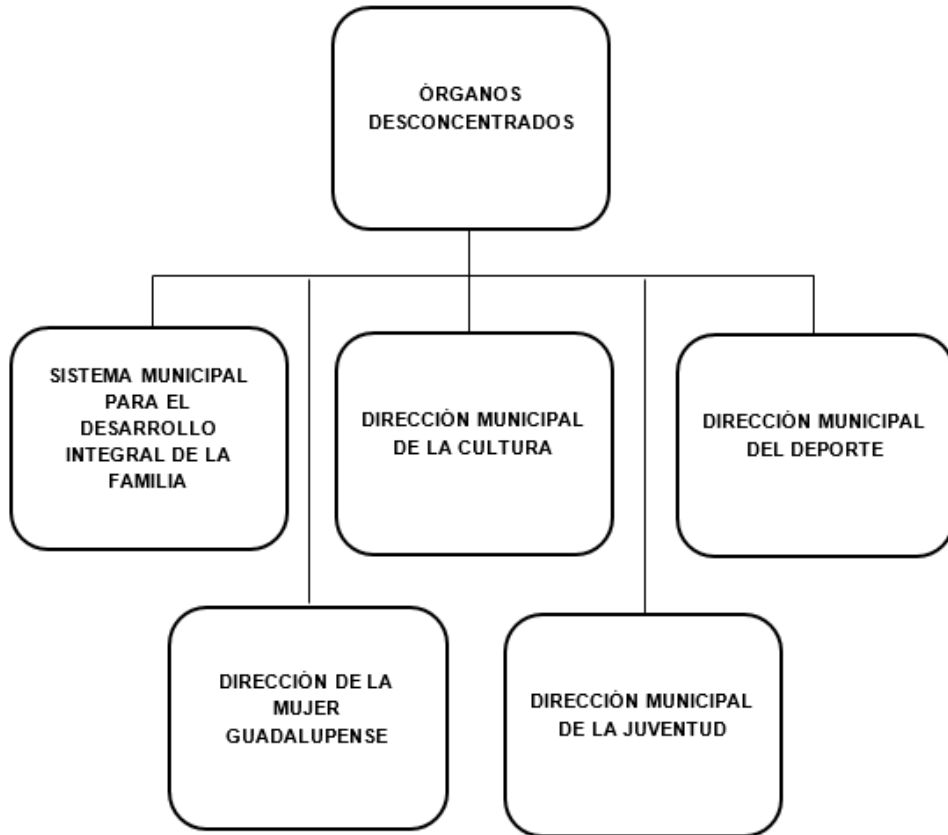 ÓRGANOS
DESCONCENTRADOS
SISTEMA MUNICIPAL
PARA EL
DESARROLLO
INTEGRAL DE LA
FAMILIA
DIRECCIÓN MUNICIPAL
DE LA CULTURA
DIRECCIÓN MUNICIPAL
DEL DEPORTE
DIRECCIÓN DE LA
MUJER
GUADALUPENSE
DIRECCIÓN MUNICIPAL
DE LA JUVENTUD